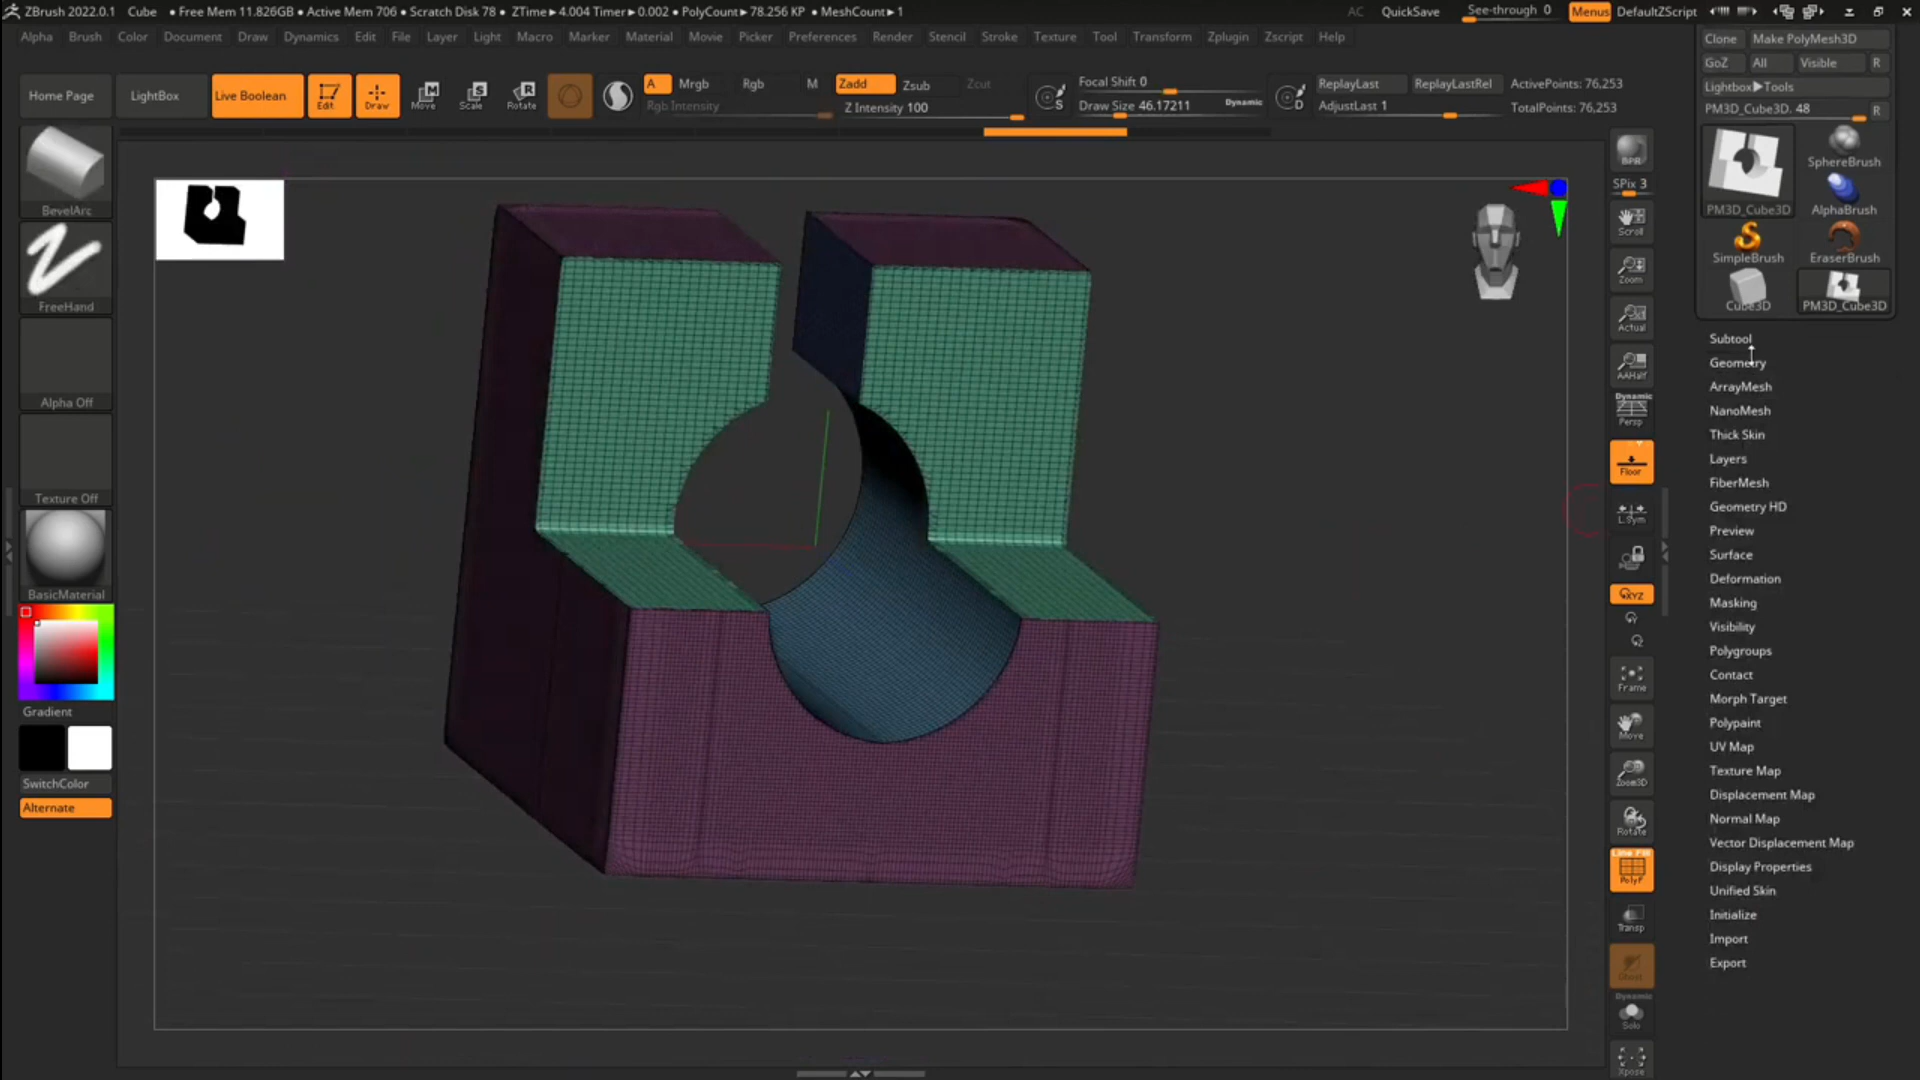 ZBrush 2022.0.1 Cube • Free Mem 11.826GB • Active Mem 706 • Scratch Disk 78 • ZTime▶4.004 Timer▶0.002 • PolyCount▶78.256 KP • MeshCount▶1 AC QuickSave See-through 0 Menus DefaultZScript
Alpha Brush Color Document Draw Dynamics Edit File Layer Light Macro Marker Material Movie Picker Preferences Render Stencil Stroke Texture Tool Transform Zplugin Zscript Help
Home Page LightBox Live Boolean Edit Draw Move Scale Rotate
A Mrgb Rgb M Zadd Zsub Zcut
Rgb Intensity Z Intensity 100
Focal Shift 0
Draw Size 46.17211 Dynamic
S
D
ReplayLast ReplayLastRel ActivePoints: 76,253
AdjustLast 1 TotalPoints: 76,253
BevelArc
FreeHand
Alpha Off
Texture Off
BasicMaterial
Gradient
SwitchColor
Alternate
BPR
SPix 3
Scroll
Zoom
Actual
AAHalf
Dynamic
Persp
Floor
L.Sym
XYZ
Frame
Move
Zoom3D
Rotate
Line Fill
PolyF
Transp
Ghost
Dynamic
Solo
Xpose
Clone Make PolyMesh3D
GoZ All Visible R
Lightbox▶Tools
PM3D_Cube3D. 48 R
PM3D_Cube3D SphereBrush
AlphaBrush
SimpleBrush EraserBrush
Cube3D PM3D_Cube3D
Subtool
Geometry
ArrayMesh
NanoMesh
Thick Skin
Layers
FiberMesh
Geometry HD
Preview
Surface
Deformation
Masking
Visibility
Polygroups
Contact
Morph Target
Polypaint
UV Map
Texture Map
Displacement Map
Normal Map
Vector Displacement Map
Display Properties
Unified Skin
Initialize
Import
Export